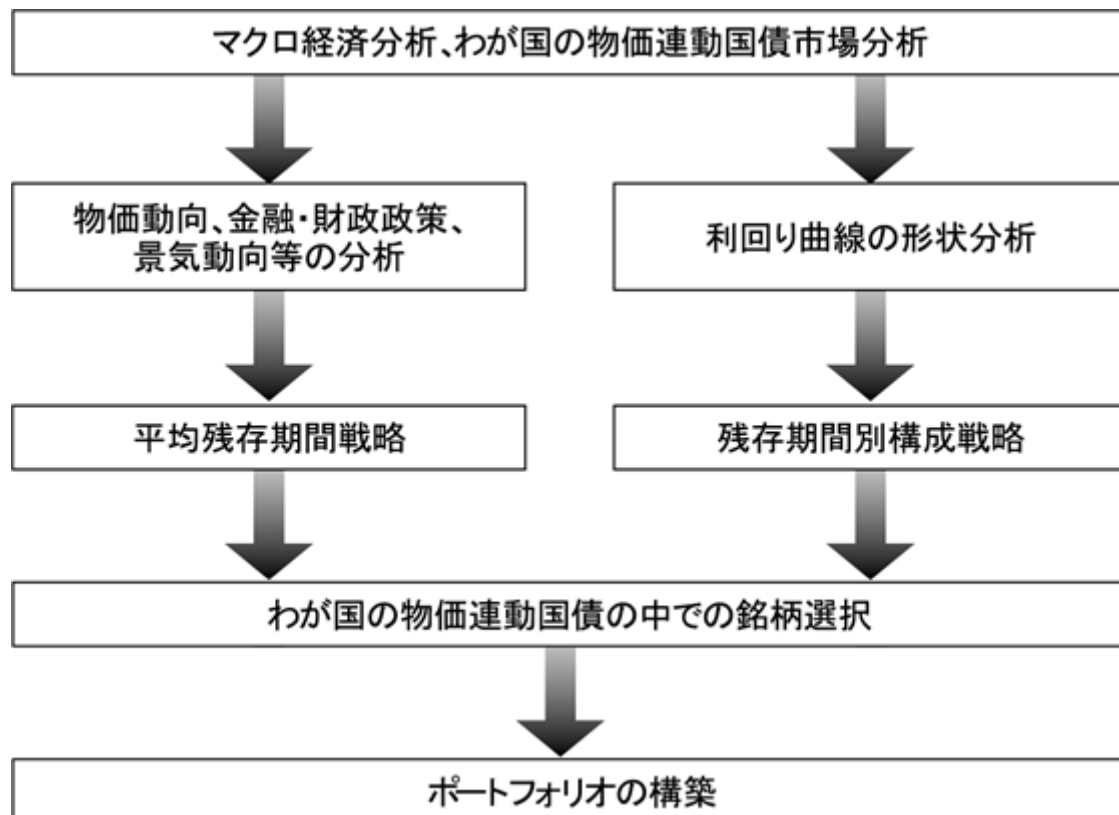 マクロ経済分析、わが国の物価連動国債市場分析
物価動向、金融・財政政策、
景気動向等の分析
利回り曲線の形状分析
平均残存期間戦略
残存期間別構成戦略
わが国の物価連動国債の中での銘柄選択
ポートフォリオの構築